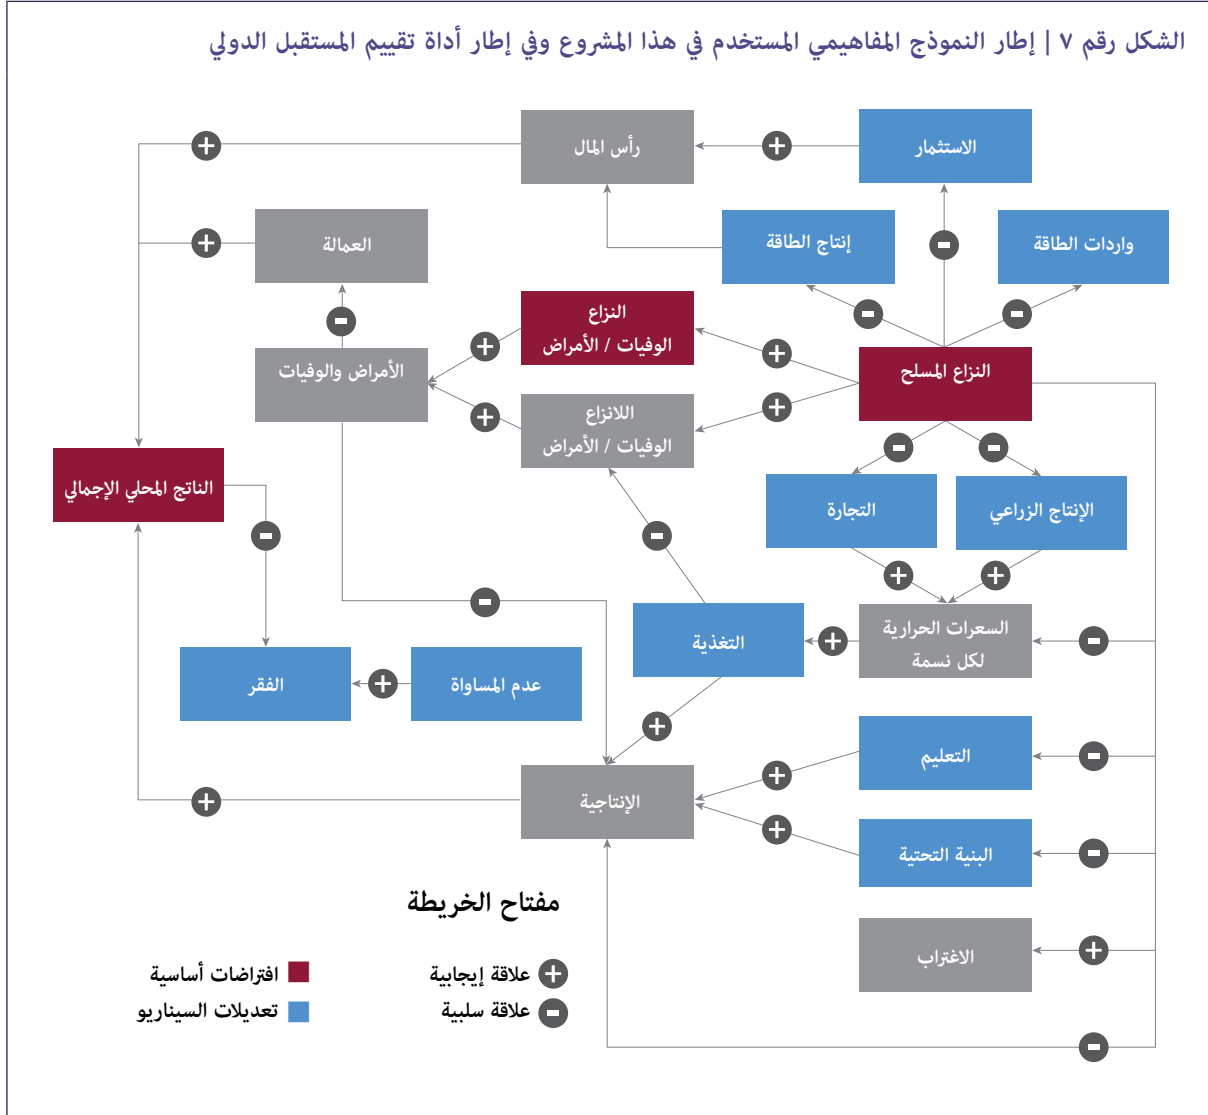 الشكل رقم ٧ | إطار النموذج المفاهيمي المستخدم في هذا المشروع وفي إطار أداة تقييم المستقبل الدولي
الاستثمار
+
رأس المال
+
واردات الطاقة
-
إنتاج الطاقة
العمالة
+
-
-
-
النزاع
الوفيات / الأمراض
النزاع المسلح
+
+
الأمراض والوفيات
اللانزاع
الوفيات / الأمراض
+
+
-
-
الناتج المحلي الإجمالي
الإنتاج الزراعي
التجارة
-
-
-
+
+
السعرات الحرارية
لكل نسمة
-
+
التغذية
-
عدم المساواة
+
الفقر
+
التعليم
-
+
الإنتاجية
+
البنية التحتية
-
+
الاغتراب
+
-
مفتاح الخريطة
+ علاقة إيجابية
- علاقة سلبية
افتراضات أساسية
تعديلات السيناريو